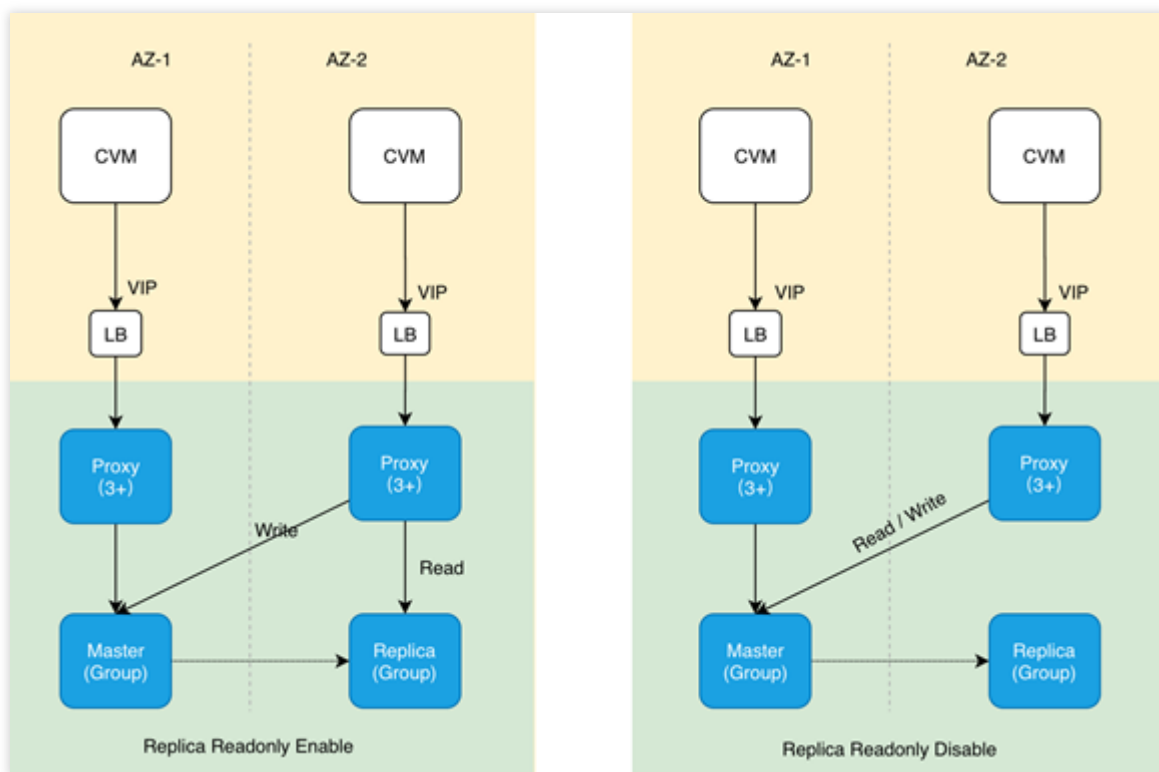 AZ-1
AZ-2
CVM
CVM
VIP
VIP
LB
LB
Proxy
(3+)
Proxy
(3+)
Write
Read
Master
(Group)
Replica
(Group)
Replica Readonly Enable
AZ-1
AZ-2
CVM
CVM
VIP
VIP
LB
LB
Proxy
(3+)
Proxy
(3+)
Read / Write
Master
(Group)
Replica
(Group)
Replica Readonly Disable